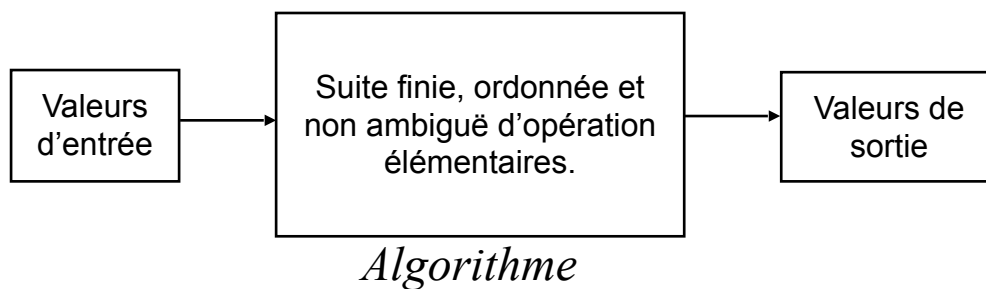 Valeurs
d’entrée
Suite finie, ordonnée et
non ambiguë d’opération
élémentaires.
Valeurs de
sortie
Algorithme